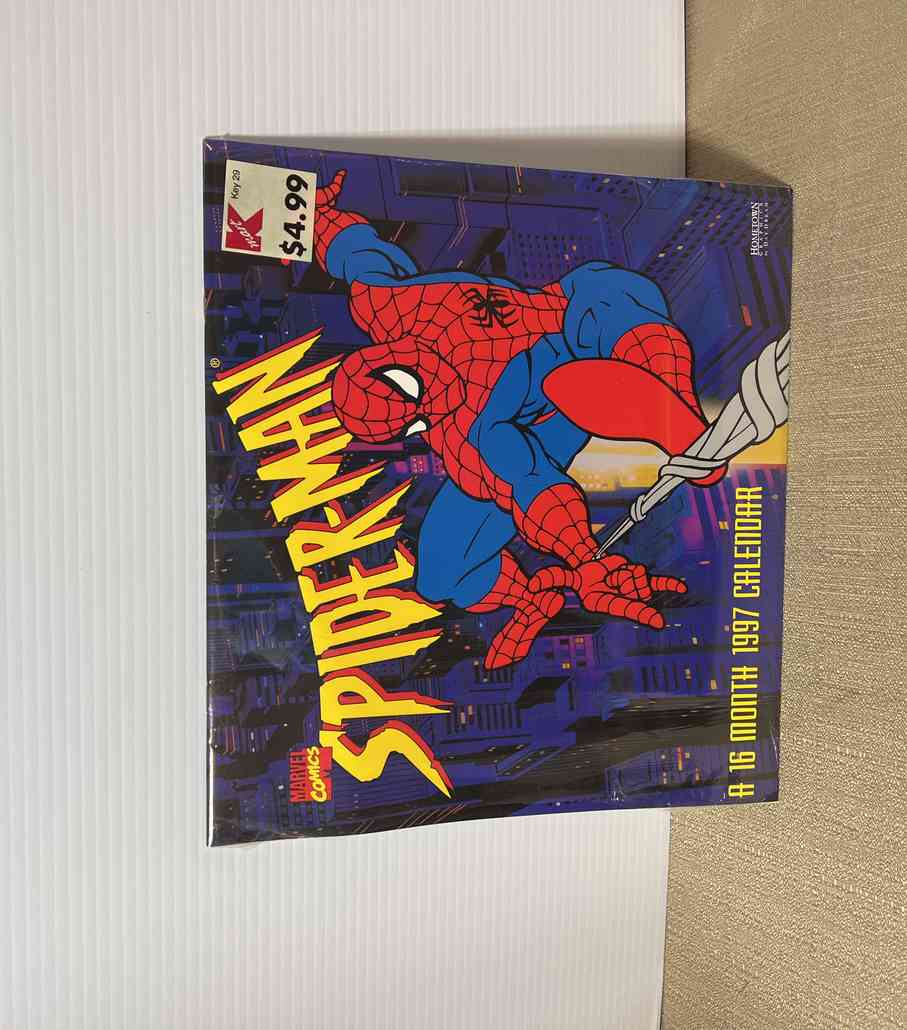 MARVEL
COMICS
SPIDER-MAN
®
Kmart
Key 29
$4.99
A 16 MONTH 1997 CALENDAR
HOMETOWN